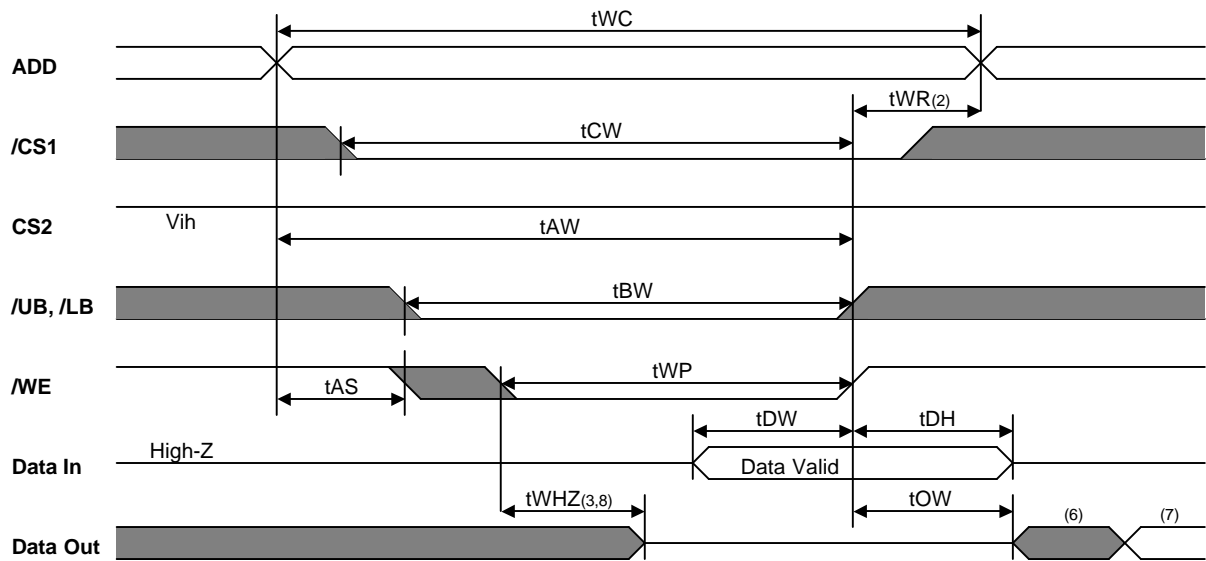 tWC
ADD
tWR(2)
tCW
/CS1
CS2
Vih
tAW
/UB, /LB
tBW
/WE
tAS
tWP
tDW
tDH
Data In
High-Z
Data Valid
tWHZ(3,8)
tOW
Data Out
(6)
(7)